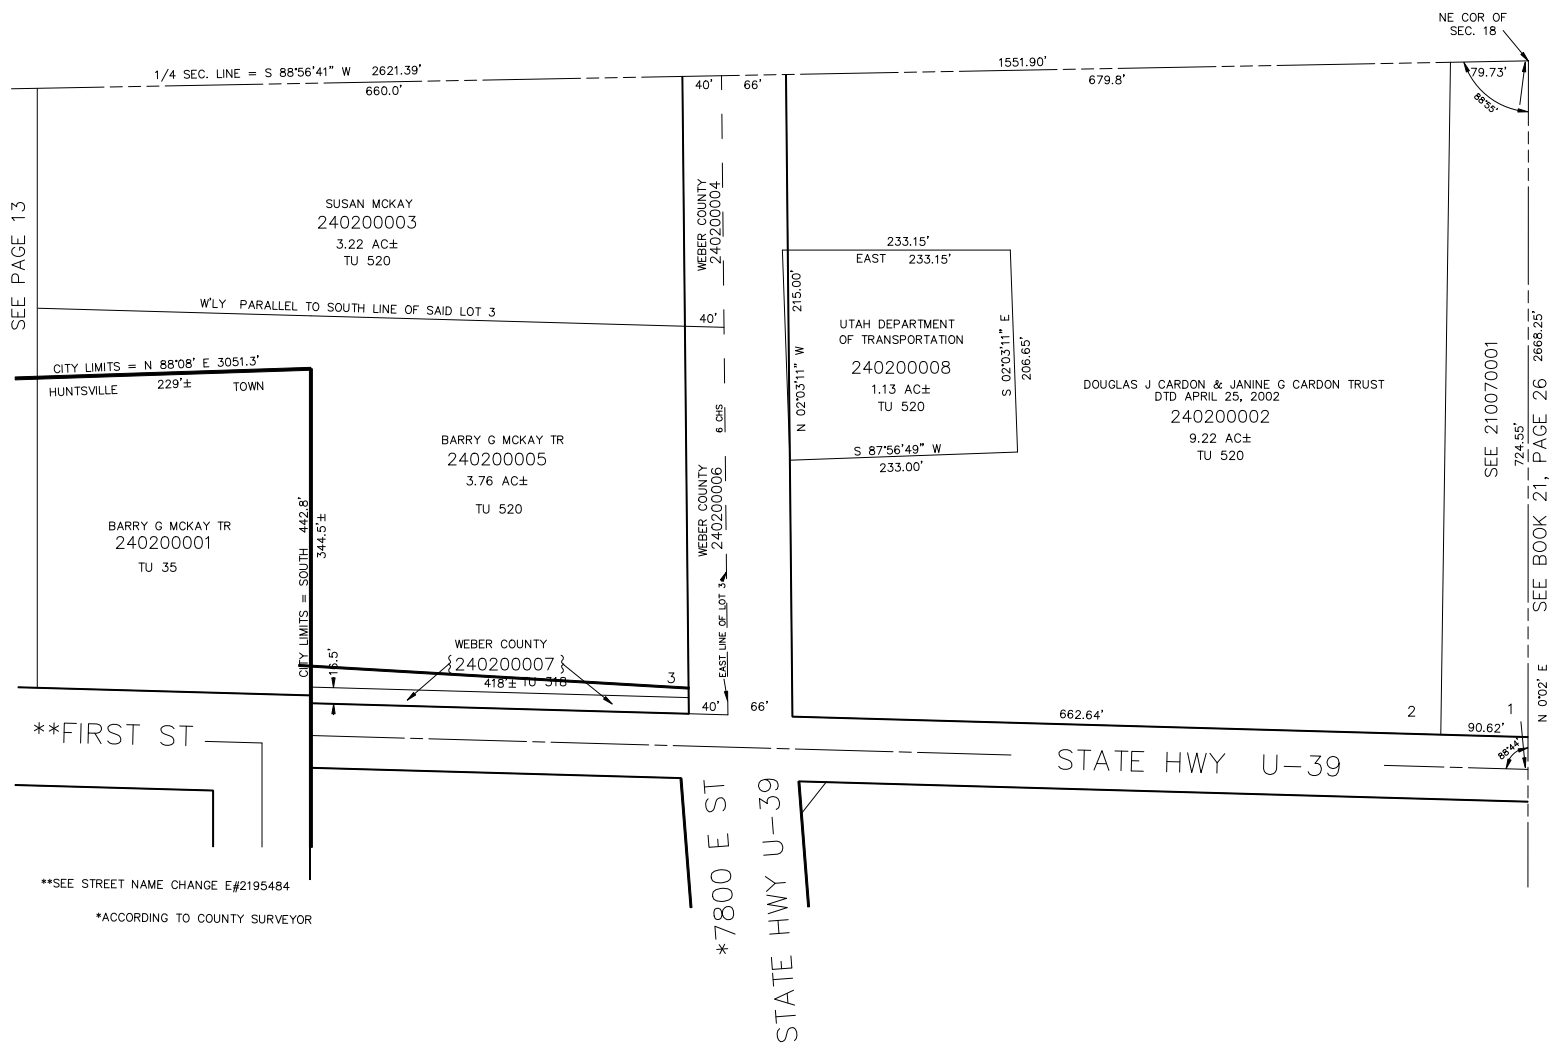 NE COR OF
SEC. 18
1/4 SEC. LINE = S 88°56'41" W 2621.39'
660.0'
40'
66'
1551.90'
679.8'
79.73'
88°55'
SEE PAGE 13
SUSAN MCKAY
240200003
3.22 AC±
TU 520
WEBER COUNTY
240200004
233.15'
EAST 233.15'
N 02°03'11" W 215.00'
UTAH DEPARTMENT
OF TRANSPORTATION
240200008
1.13 AC±
TU 520
S 02°03'11" E
206.65'
S 87°56'49" W
233.00'
W'LY PARALLEL TO SOUTH LINE OF SAID LOT 3
40'
CITY LIMITS = N 88°08' E 3051.3'
HUNTSVILLE 229'± TOWN
DOUGLAS J CARDON & JANINE G CARDON TRUST
DTD APRIL 25, 2002
240200002
9.22 AC±
TU 520
SEE 210070001
724.55'
2668.25'
SEE BOOK 21, PAGE 26
N 0°02' E
6 CHS
BARRY G MCKAY TR
240200005
3.76 AC±
TU 520
WEBER COUNTY
240200006
BARRY G MCKAY TR
240200001
TU 35
CITY LIMITS = SOUTH 442.8'
344.5'±
EAST LINE OF LOT 3
WEBER COUNTY
240200007
418'± TU 318
16.5'
3
40'
66'
662.64'
2
1
90.62'
88°44'
**FIRST ST
STATE HWY U-39
*7800 E ST
STATE HWY U-39
**SEE STREET NAME CHANGE E#2195484
*ACCORDING TO COUNTY SURVEYOR